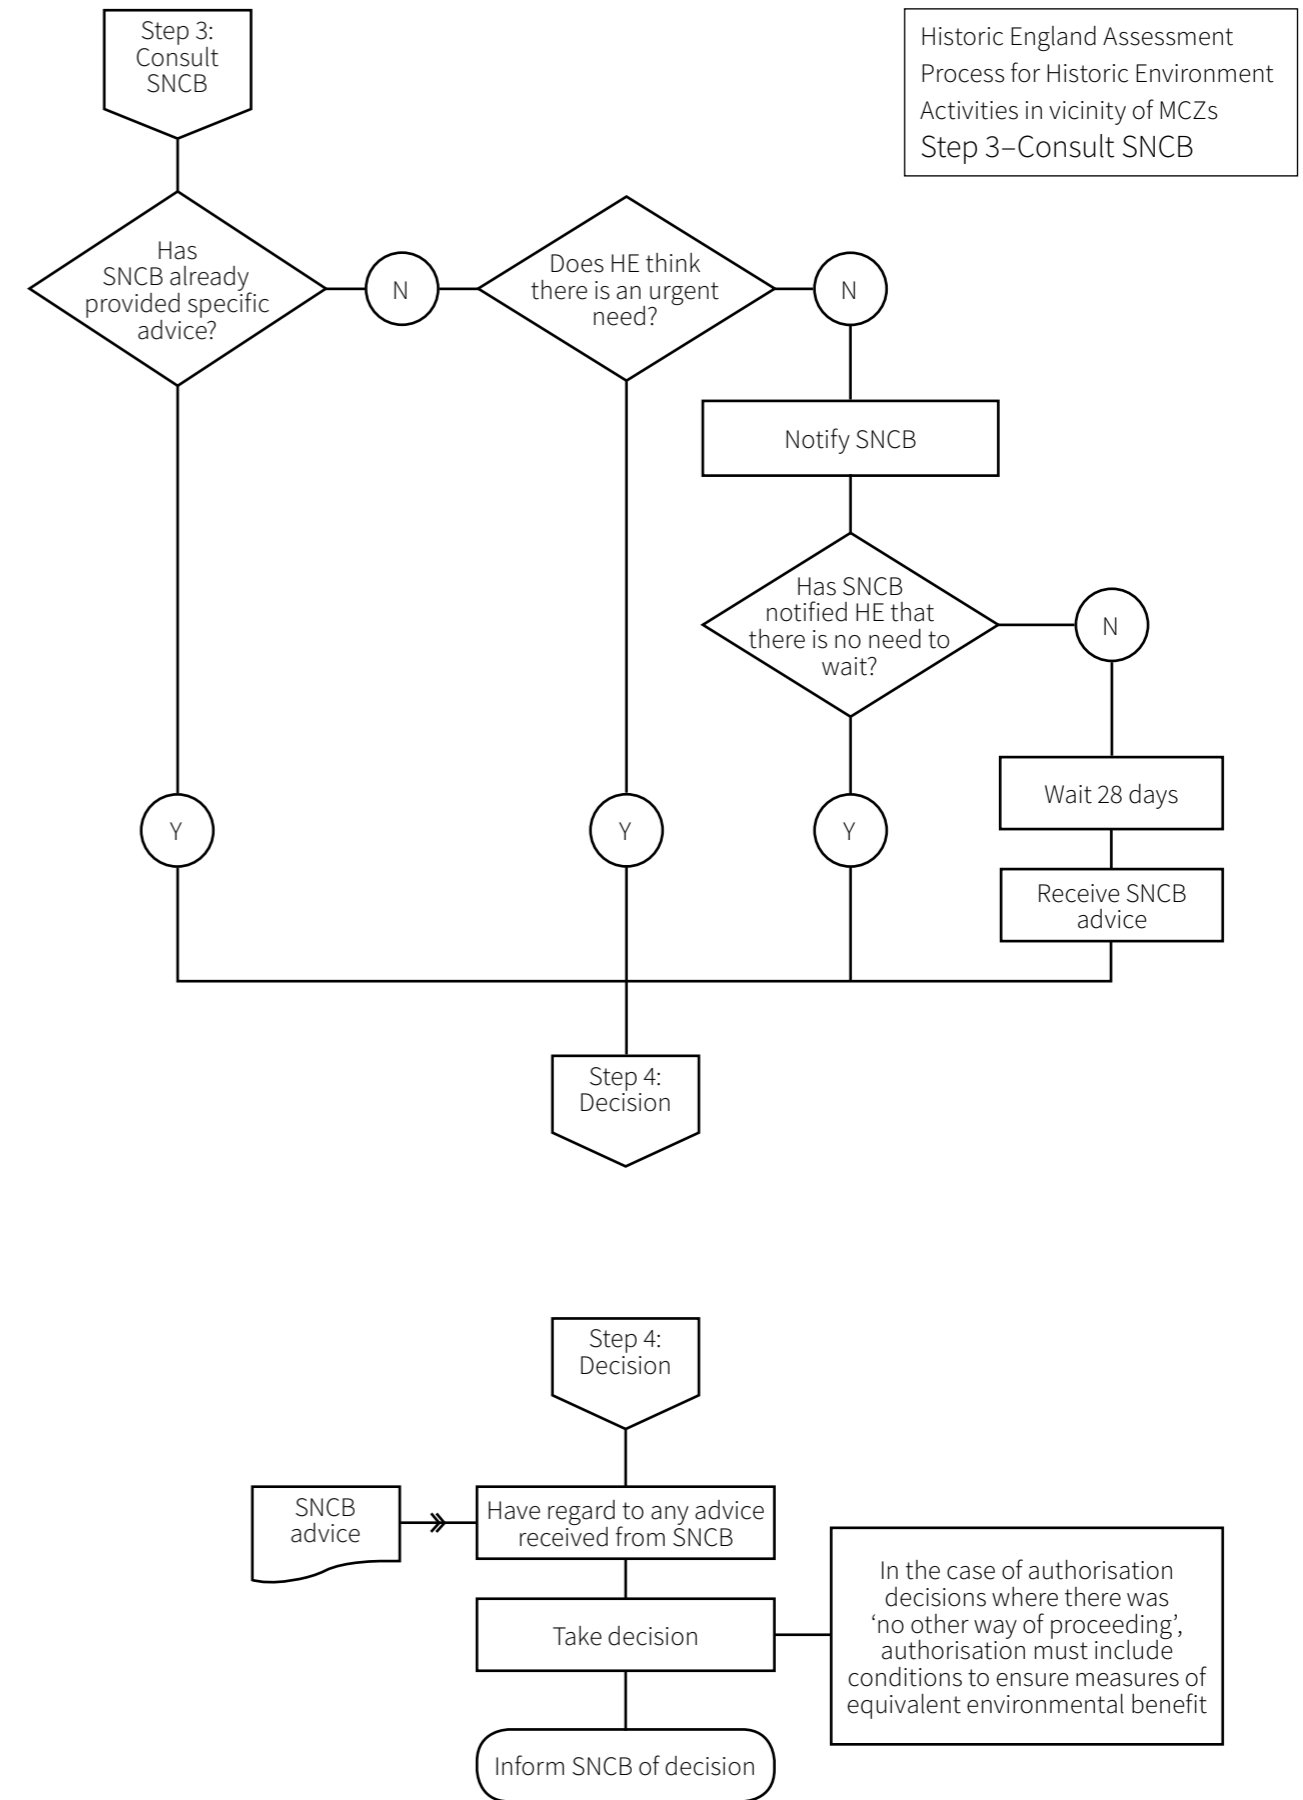 Step 3:
Consult
SNCB
Historic England Assessment
Process for Historic Environment
Activities in vicinity of MCZs
Step 3–Consult SNCB
Has
SNCB already
provided specific
advice?
N
Does HE think
there is an urgent
need?
N
Notify SNCB
Has SNCB
notified HE that
there is no need to
wait?
N
Wait 28 days
Y
Y
Y
Receive SNCB
advice
Step 4:
Decision
Step 4:
Decision
SNCB
advice
Have regard to any advice
received from SNCB
Take decision
In the case of authorisation
decisions where there was
‘no other way of proceeding’,
authorisation must include
conditions to ensure measures of
equivalent environmental benefit
Inform SNCB of decision